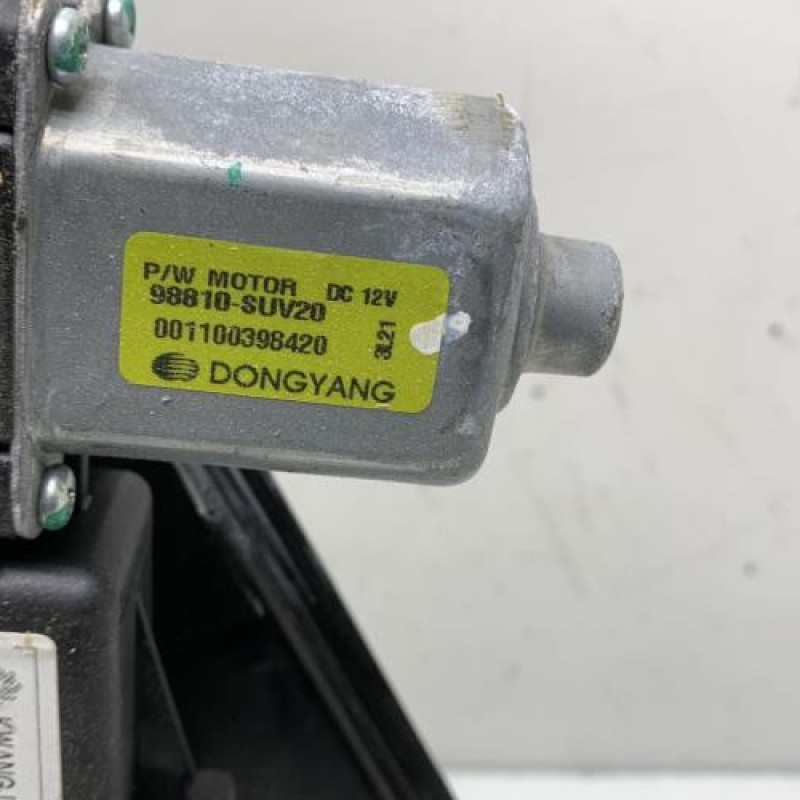 P/W MOTOR DC 12V
98810-SUV20
001100398420
3L21
DONGYANG